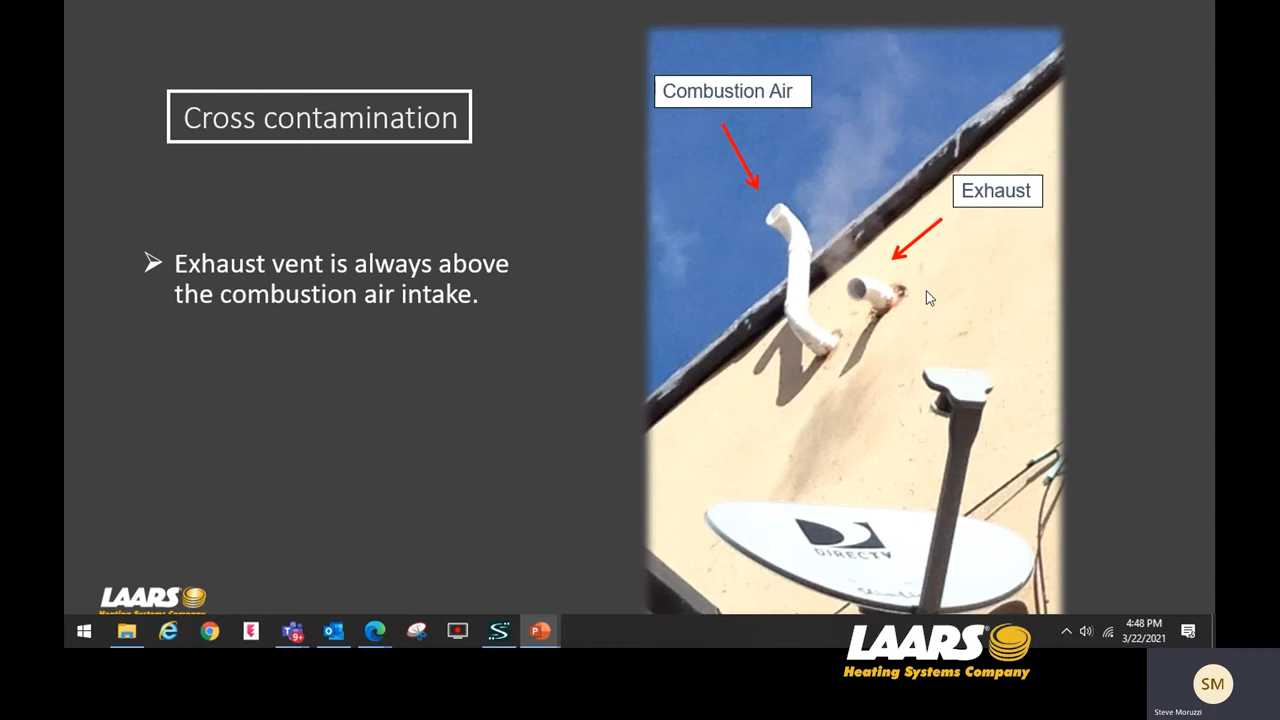 Cross contamination
Combustion Air
Exhaust
➢ Exhaust vent is always above
the combustion air intake.
DIRECTV
LAARS
Heating Systems Company
9+
S
P
4:48 PM
3/22/2021
LAARS®
Heating Systems Company
SM
Steve Moruzzi